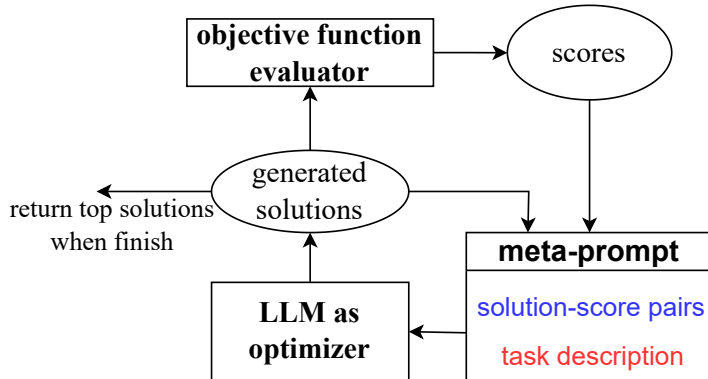 objective function
evaluator
scores
generated
solutions
return top solutions
when finish
meta-prompt
solution-score pairs
task description
LLM as
optimizer